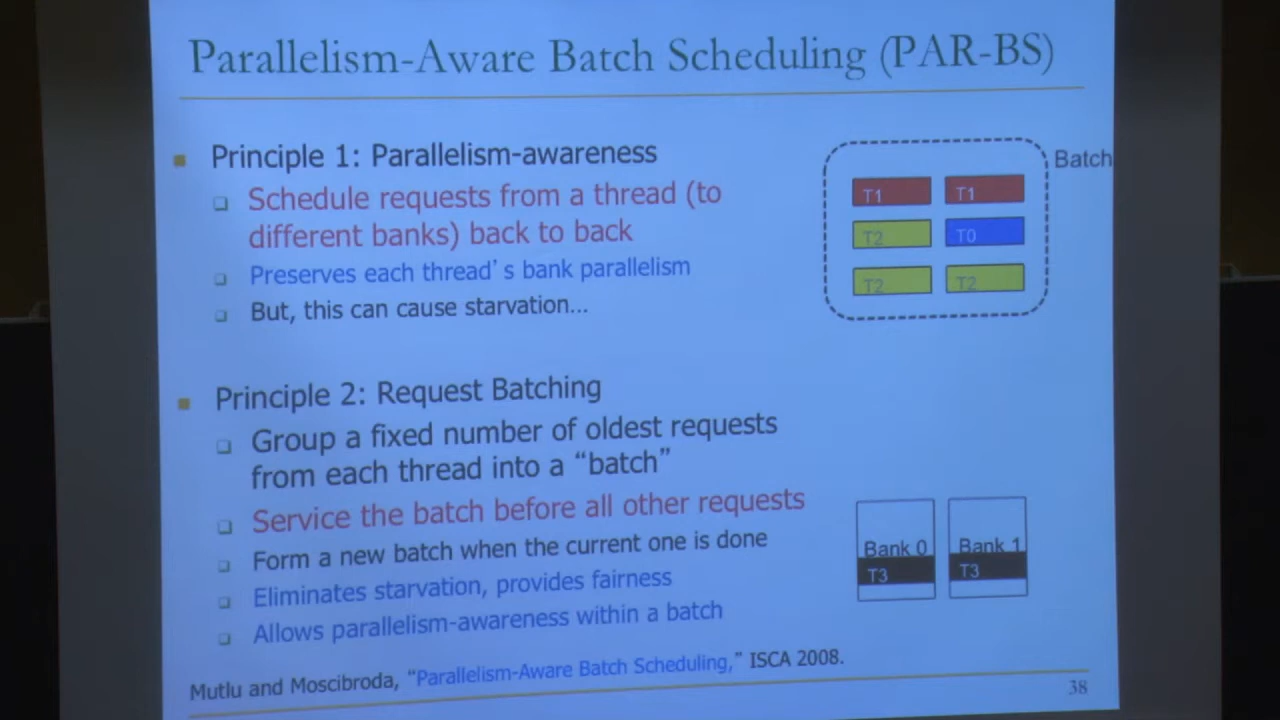 Parallelism-Aware Batch Scheduling (PAR-BS)
Principle 1: Parallelism-awareness
Schedule requests from a thread (to
different banks) back to back
Preserves each thread's bank parallelism
But, this can cause starvation...
Batch
T1 T1
T2 T0
T2 T2
Principle 2: Request Batching
Group a fixed number of oldest requests
from each thread into a "batch"
Service the batch before all other requests
Form a new batch when the current one is done
Eliminates starvation, provides fairness
Allows parallelism-awareness within a batch
Bank 0 Bank 1
T3 T3
Mutlu and Moscibroda, "Parallelism-Aware Batch Scheduling," ISCA 2008.
38